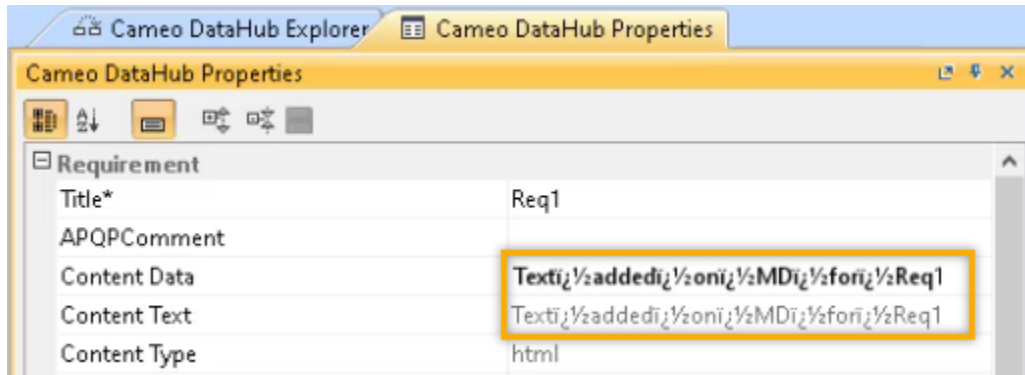 Cameo DataHub Explorer Cameo DataHub Properties
Cameo DataHub Properties
Requirement
Title* Req1
APQPComment
Content Data Textï¿½addedï¿½onï¿½MDï¿½forï¿½Req1
Content Text Textï¿½addedï¿½onï¿½MDï¿½forï¿½Req1
Content Type html